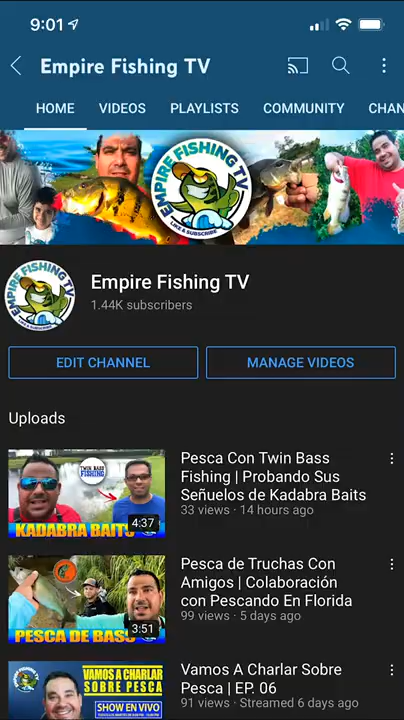 9:01
Empire Fishing TV
HOME VIDEOS PLAYLISTS COMMUNITY CHAN
EMPIRE FISHING TV
LIKE & SUBSCRIBE
EMPIRE FISHING TV
Empire Fishing TV
1.44K subscribers
EDIT CHANNEL MANAGE VIDEOS
Uploads
TWIN BASS
FISHING
KADABRA BAITS
4:37
Pesca Con Twin Bass
Fishing | Probando Sus
Señuelos de Kadabra Baits
33 views · 14 hours ago
PESCA DE BASS
3:51
Pesca de Truchas Con
Amigos | Colaboración
con Pescando En Florida
99 views · 5 days ago
VAMOS A CHARLAR
SOBRE PESCA
SHOW EN VIVO
Vamos A Charlar Sobre
Pesca | EP. 06
91 views · Streamed 6 days ago